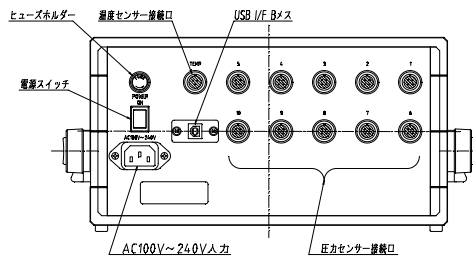 ヒューズホルダー 温度センサー接続口 USB I/F Bメス
電源スイッチ
TEMP 5 4 3 2 1
POWER
ON
10 9 8 7 6
AC100V~240V
AC100V~240V入力 圧力センサー接続口